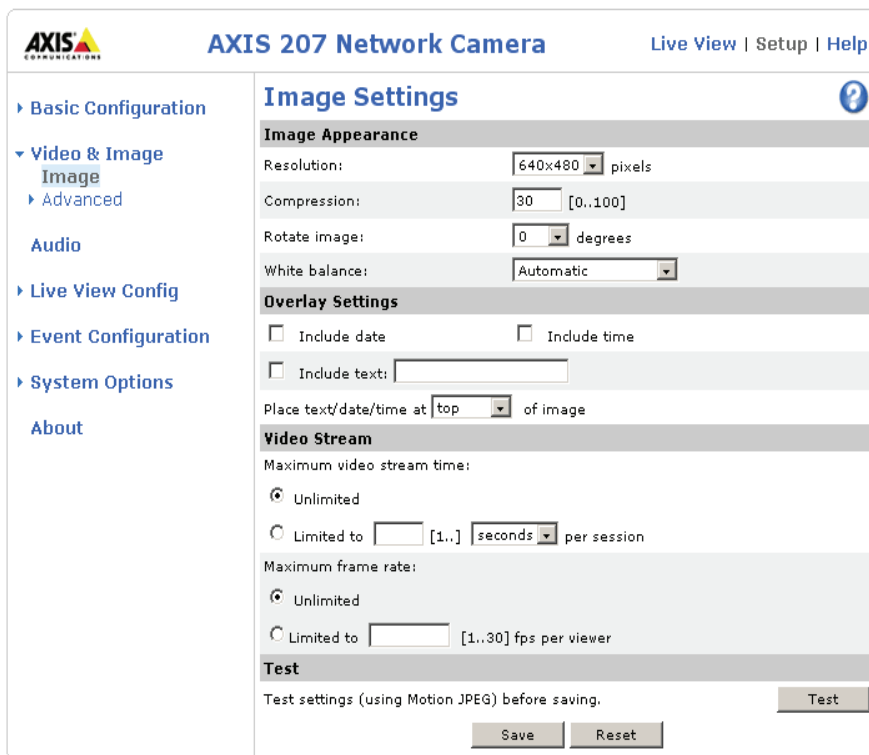 AXIS COMMUNICATIONS
AXIS 207 Network Camera
Live View | Setup | Help
Basic Configuration
Video & Image
Image
Advanced
Audio
Live View Config
Event Configuration
System Options
About
Image Settings
?
Image Appearance
Resolution: 640x480 pixels
Compression: 30 [0..100]
Rotate image: 0 degrees
White balance: Automatic
Overlay Settings
Include date Include time
Include text:
Place text/date/time at top of image
Video Stream
Maximum video stream time:
Unlimited
Limited to [1..] seconds per session
Maximum frame rate:
Unlimited
Limited to [1..30] fps per viewer
Test
Test settings (using Motion JPEG) before saving. Test
Save Reset